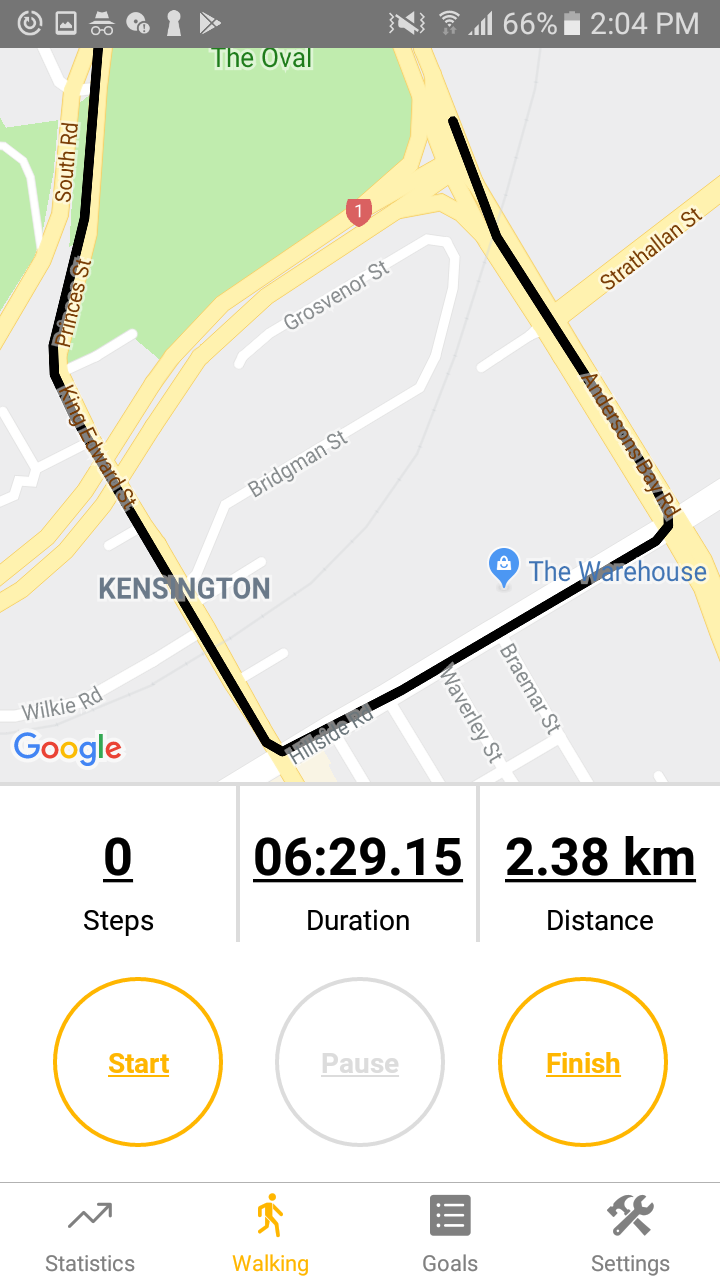 66% 2:04 PM
The Oval
South Rd
1
Strathallan St
Princes St
Grosvenor St
King Edward St
Andersons Bay Rd
Bridgman St
The Warehouse
KENSINGTON
Braemar St
Waverley St
Wilkie Rd
Hillside Rd
Google
0 06:29.15 2.38 km
Steps Duration Distance
Start Pause Finish
Statistics Walking Goals Settings